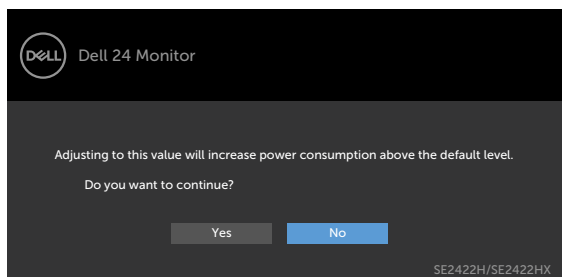 DELL Dell 24 Monitor
Adjusting to this value will increase power consumption above the default level.
Do you want to continue?
Yes No
SE2422H/SE2422HX